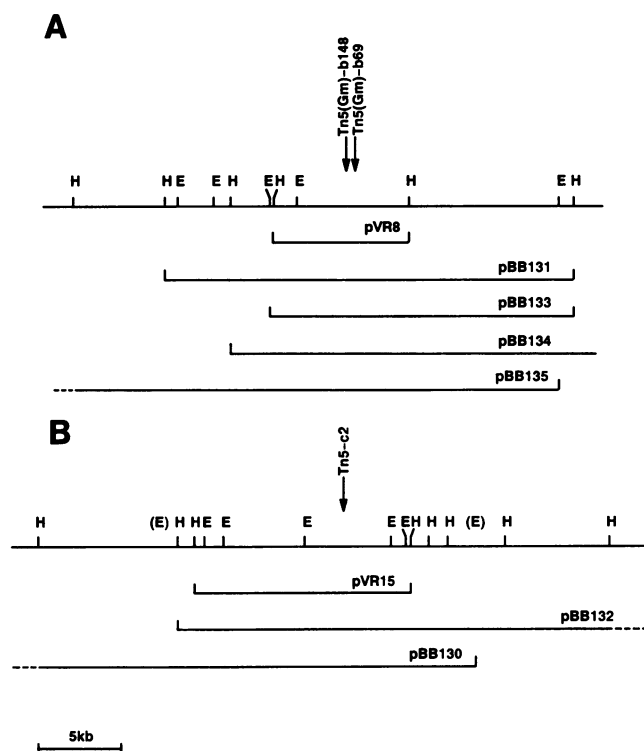 A
Tn5(Gm)-b148
Tn5(Gm)-b69
H H E E H E H E H E H
pVR8
pBB131
pBB133
pBB134
pBB135
B
Tn5-c2
H (E) H H E E E E E H H H (E) H H
pVR15
pBB132
pBB130
5kb